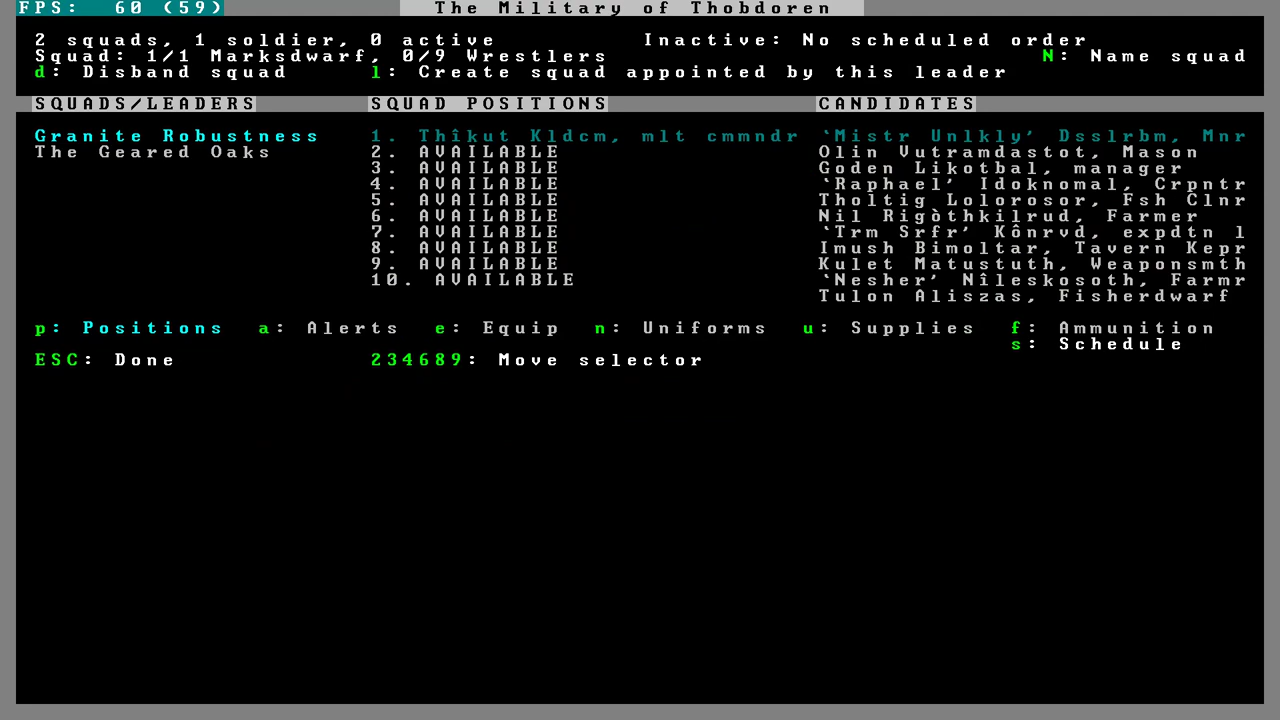 FPS: 60 (59) The Military of Thobdoren
2 squads, 1 soldier, 0 active Inactive: No scheduled order
Squad: 1/1 Marksdwarf, 0/9 Wrestlers N: Name squad
d: Disband squad l: Create squad appointed by this leader
SQUADS/LEADERS SQUAD POSITIONS CANDIDATES
Granite Robustness 1. Thîkut Kldcm, mlt cmmndr `Mistr Unlkly' Dsslrbm, Mnr
The Geared Oaks 2. AVAILABLE Olin Vutramdastot, Mason
3. AVAILABLE Goden Likotbal, manager
4. AVAILABLE `Raphael' Idoknomal, Crpntr
5. AVAILABLE Tholtig Lolorosor, Fsh Clnr
6. AVAILABLE Nil Rigòthkilrud, Farmer
7. AVAILABLE `Trm Srfr' Kônrvd, expdtn l
8. AVAILABLE Imush Bimoltar, Tavern Kepr
9. AVAILABLE Kulet Matustuth, Weaponsmth
10. AVAILABLE `Nesher' Nîleskosoth, Farmr
Tulon Aliszas, Fisherdwarf
p: Positions a: Alerts e: Equip n: Uniforms u: Supplies f: Ammunition
s: Schedule
ESC: Done 234689: Move selector